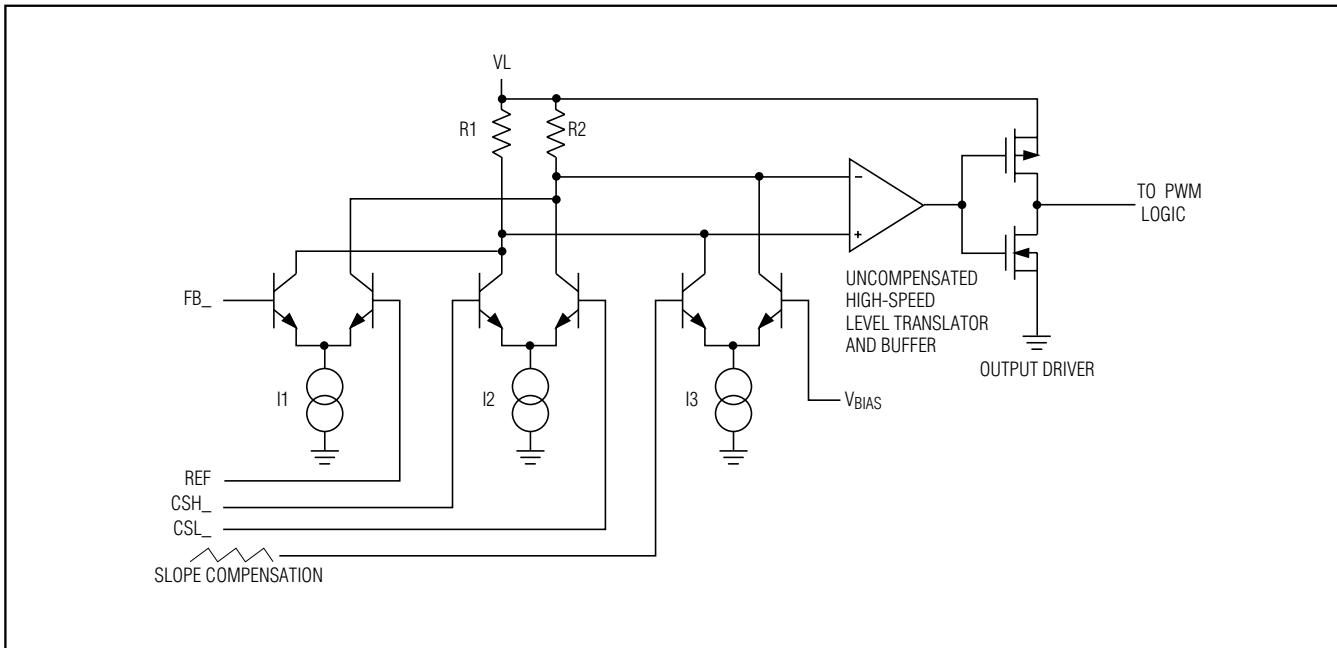 VL
R1
R2
−
+
TO PWM
LOGIC
FB_
UNCOMPENSATED
HIGH-SPEED
LEVEL TRANSLATOR
AND BUFFER
OUTPUT DRIVER
I1
I2
I3
VBIAS
REF
CSH_
CSL_
SLOPE COMPENSATION